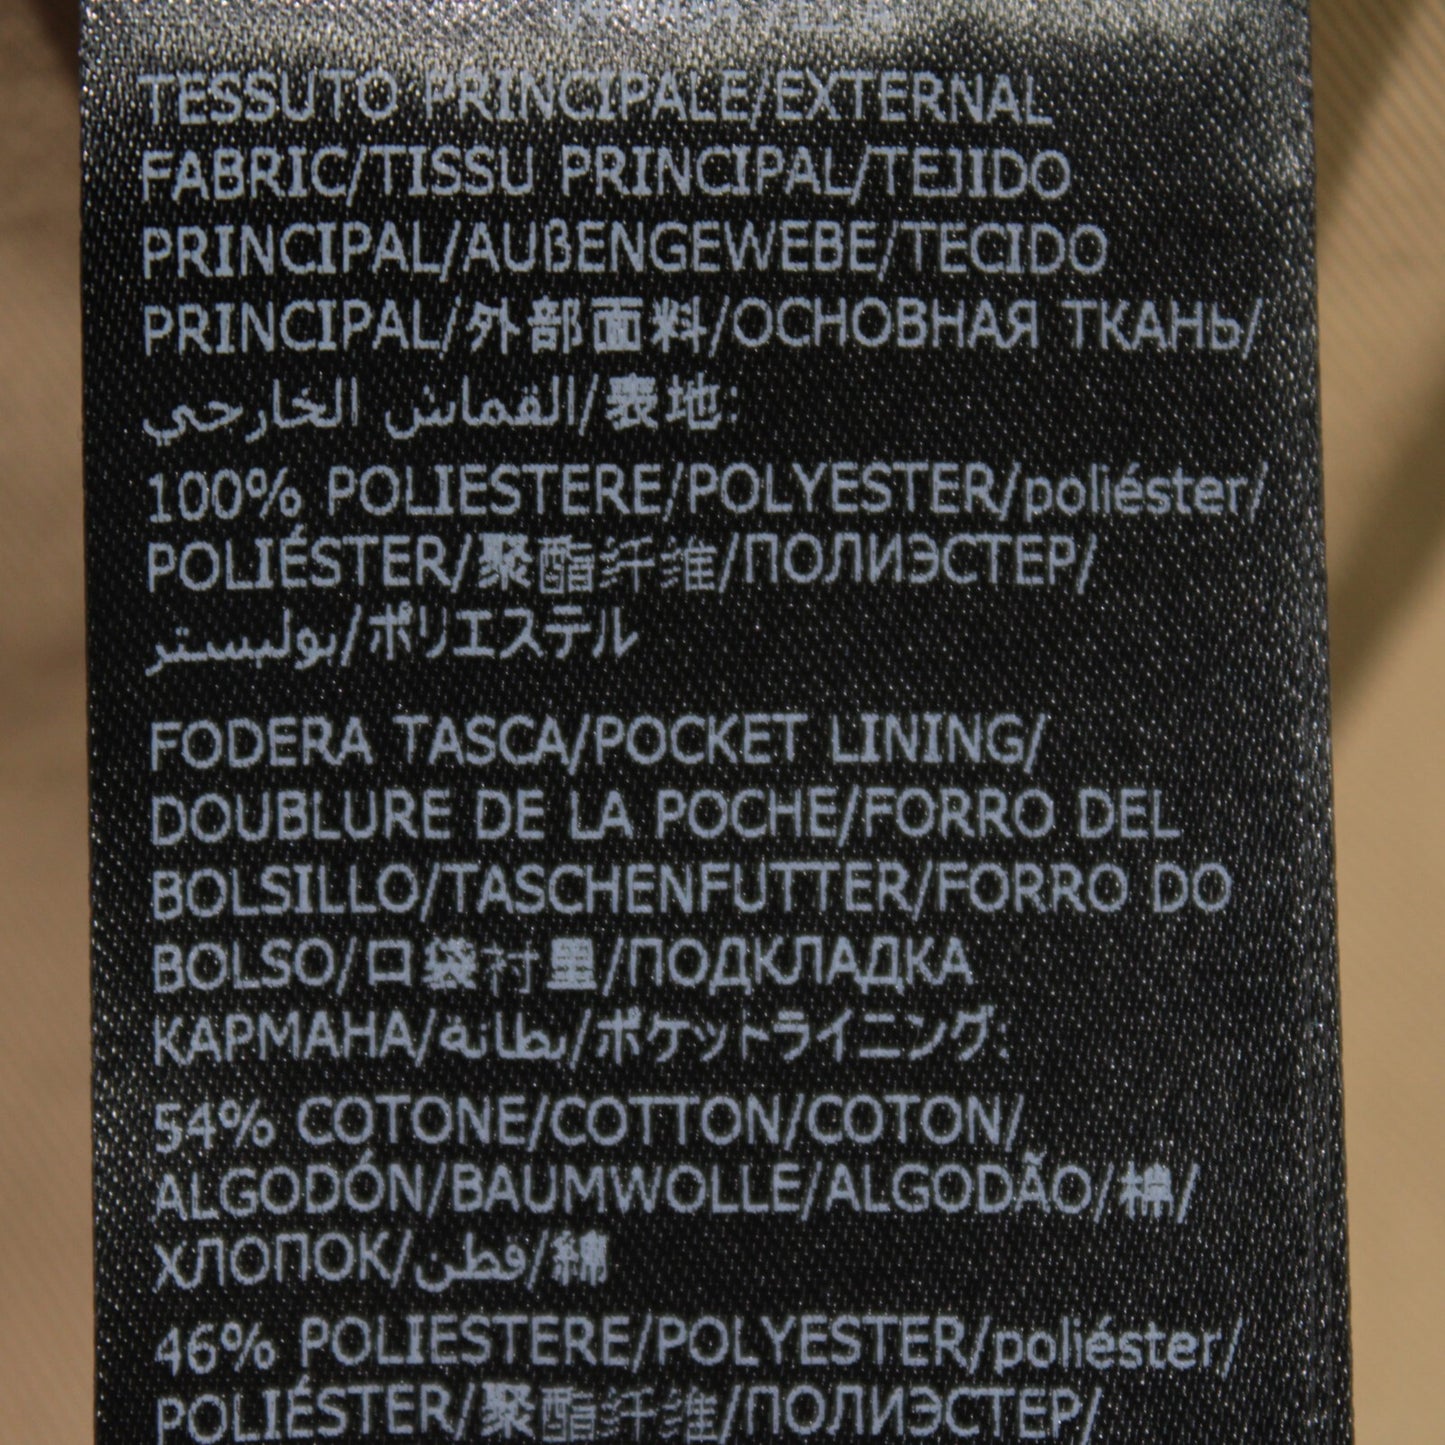 TESSUTO PRINCIPALE/EXTERNAL
FABRIC/TISSU PRINCIPAL/TEJIDO
PRINCIPAL/AUßENGEWEBE/TECIDO
PRINCIPAL/外部面料/ОСНОВНАЯ ТКАНЬ/
القماش الخارجي/表地:
100% POLIESTERE/POLYESTER/poliéster/
POLIÉSTER/聚酯纤维/ПОЛИЭСТЕР/
بوليستر/ポリエステル
FODERA TASCA/POCKET LINING/
DOUBLURE DE LA POCHE/FORRO DEL
BOLSILLO/TASCHENFUTTER/FORRO DO
BOLSO/口袋衬里/ПОДКЛАДКА
КАРМАНА/بطانة/ポケットライニング:
54% COTONE/COTTON/COTON/
ALGODÓN/BAUMWOLLE/ALGODÃO/棉/
ХЛОПОК/قطن/綿
46% POLIESTERE/POLYESTER/poliéster/
POLIÉSTER/聚酯纤维/ПОЛИЭСТЕР/